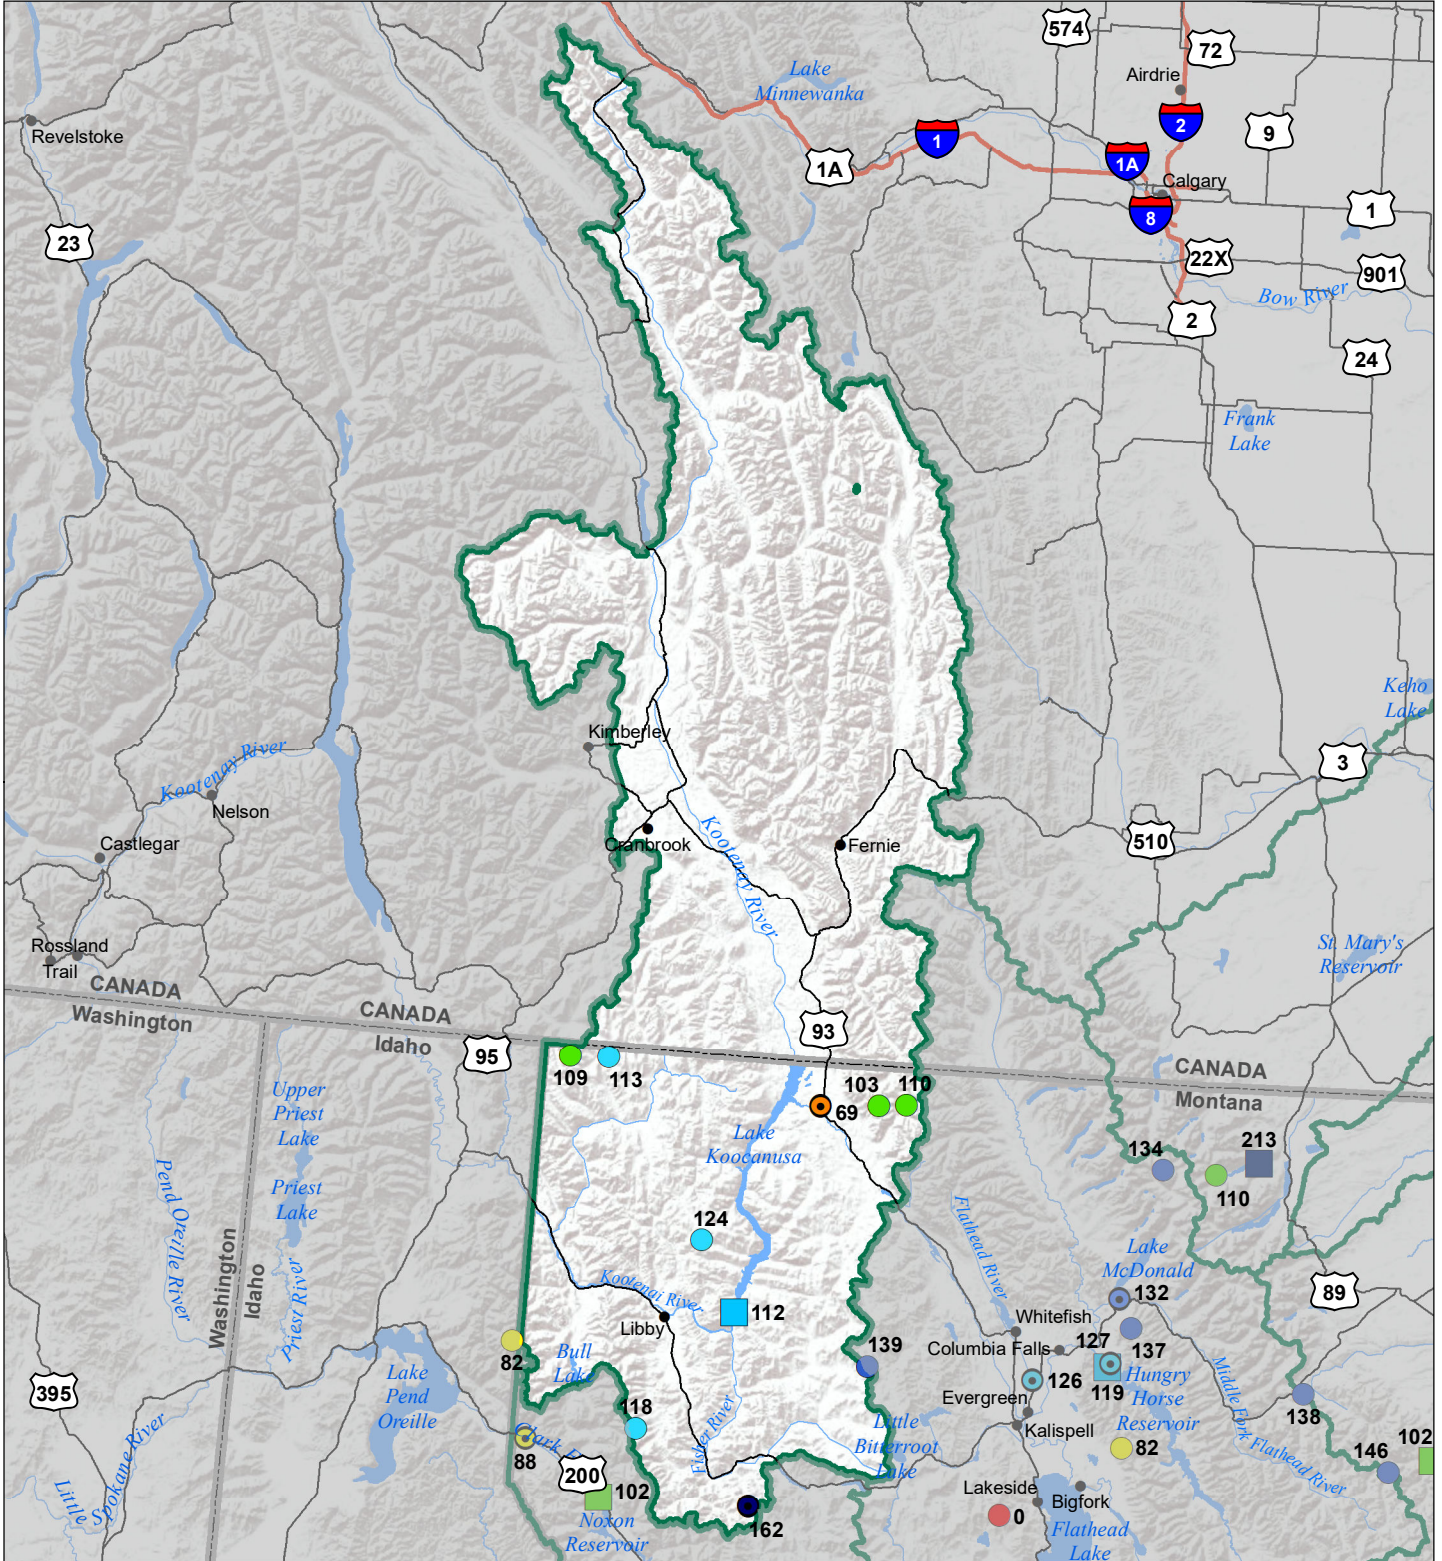 574
72
Airdrie
Lake
Minnewanka
2
9
Revelstoke
1
1A
1A
Calgary
8
1
23
22X
901
Bow River
2
24
Frank
Lake
Keho
Lake
Kimberley
3
Kootenay River
Nelson
Castlegar
Cranbrook
Kootenay River
Fernie
510
Rossland
Trail
St. Mary's
Reservoir
CANADA
Washington
CANADA
Idaho
95
93
CANADA
Montana
109
113
103
110
69
Upper
Priest
Lake
Lake
Koocanusa
134
213
110
Pend Oreille River
Priest
Lake
124
Flathead River
Lake
McDonald
Washington
Idaho
Priest River
Kootenai River
112
Libby
132
89
Whitefish
Columbia Falls
127
137
82
Bull
Lake
139
119
Hungry
Horse
Reservoir
126
Middle Fork Flathead River
395
Lake
Pend
Oreille
Evergreen
138
118
Fisher River
Little
Bitterroot
Lake
Kalispell
82
Little Spokane River
Clark F
88
200
102
146
102
Lakeside
Bigfork
0
Noxon
Reservoir
162
Flathead
Lake